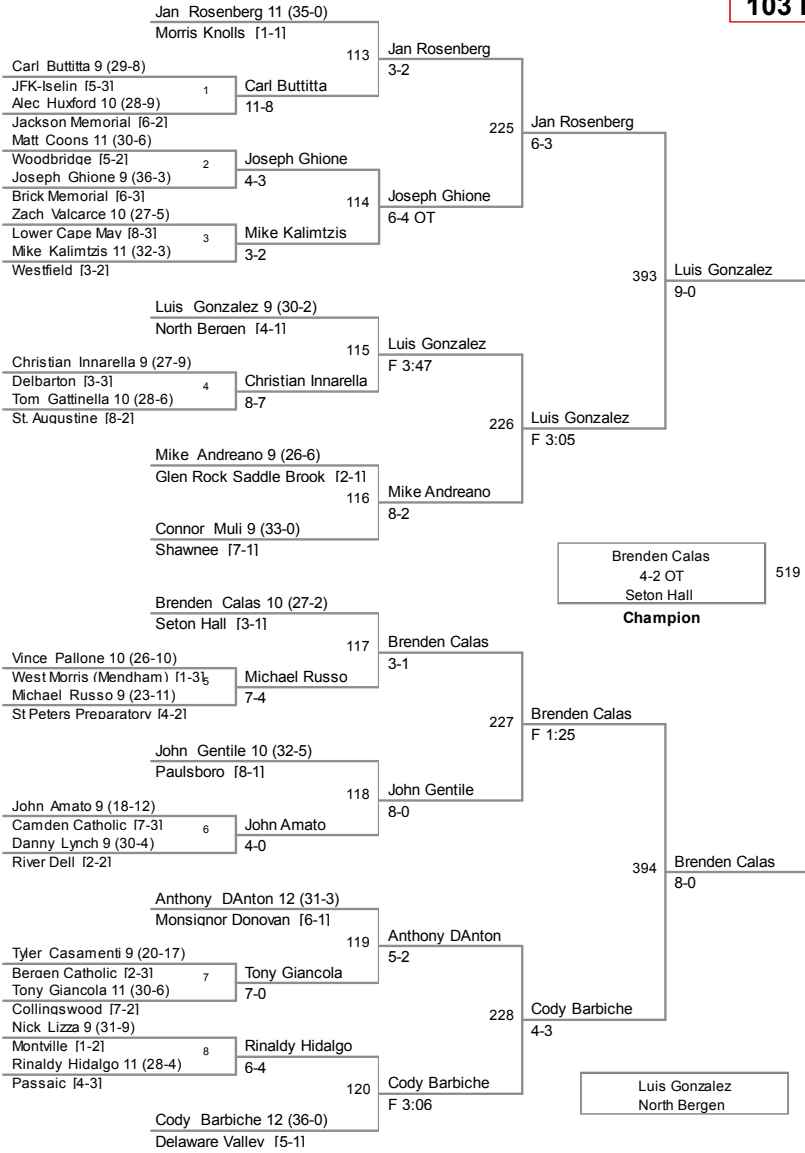 103
Jan Rosenberg 11 (35-0)
Morris Knolls [1-1]
113
Jan Rosenberg
3-2
Carl Buttitta 9 (29-8)
JFK-Iselin [5-3]
1
Carl Buttitta
11-8
Alec Huxford 10 (28-9)
Jackson Memorial [6-2]
225
Jan Rosenberg
6-3
Matt Coons 11 (30-6)
Woodbridge [5-2]
2
Joseph Ghione
4-3
Joseph Ghione 9 (36-3)
Brick Memorial [6-3]
114
Joseph Ghione
6-4 OT
Zach Valcarce 10 (27-5)
Lower Cape May [8-3]
3
Mike Kalimtzis
3-2
Mike Kalimtzis 11 (32-3)
Westfield [3-2]
393
Luis Gonzalez
9-0
Luis Gonzalez 9 (30-2)
North Bergen [4-1]
115
Luis Gonzalez
F 3:47
Christian Innarella 9 (27-9)
Delbarton [3-3]
4
Christian Innarella
8-7
Tom Gattinella 10 (28-6)
St. Augustine [8-2]
226
Luis Gonzalez
F 3:05
Mike Andreano 9 (26-6)
Glen Rock Saddle Brook [2-1]
116
Mike Andreano
8-2
Connor Muli 9 (33-0)
Shawnee [7-1]
Brenden Calas
4-2 OT
Seton Hall
519
Champion
Brenden Calas 10 (27-2)
Seton Hall [3-1]
117
Brenden Calas
3-1
Vince Pallone 10 (26-10)
West Morris (Mendham) [1-3]
5
Michael Russo
7-4
Michael Russo 9 (23-11)
St Peters Preparatory [4-2]
227
Brenden Calas
F 1:25
John Gentile 10 (32-5)
Paulsboro [8-1]
118
John Gentile
8-0
John Amato 9 (18-12)
Camden Catholic [7-3]
6
John Amato
4-0
Danny Lynch 9 (30-4)
River Dell [2-2]
394
Brenden Calas
8-0
Anthony DAnton 12 (31-3)
Monsignor Donovan [6-1]
119
Anthony DAnton
5-2
Tyler Casamenti 9 (20-17)
Bergen Catholic [2-3]
7
Tony Giancola
7-0
Tony Giancola 11 (30-6)
Collingswood [7-2]
228
Cody Barbiche
4-3
Nick Lizza 9 (31-9)
Montville [1-2]
8
Rinaldy Hidalgo
6-4
Rinaldy Hidalgo 11 (28-4)
Passaic [4-3]
120
Cody Barbiche
F 3:06
Cody Barbiche 12 (36-0)
Delaware Valley [5-1]
Luis Gonzalez
North Bergen